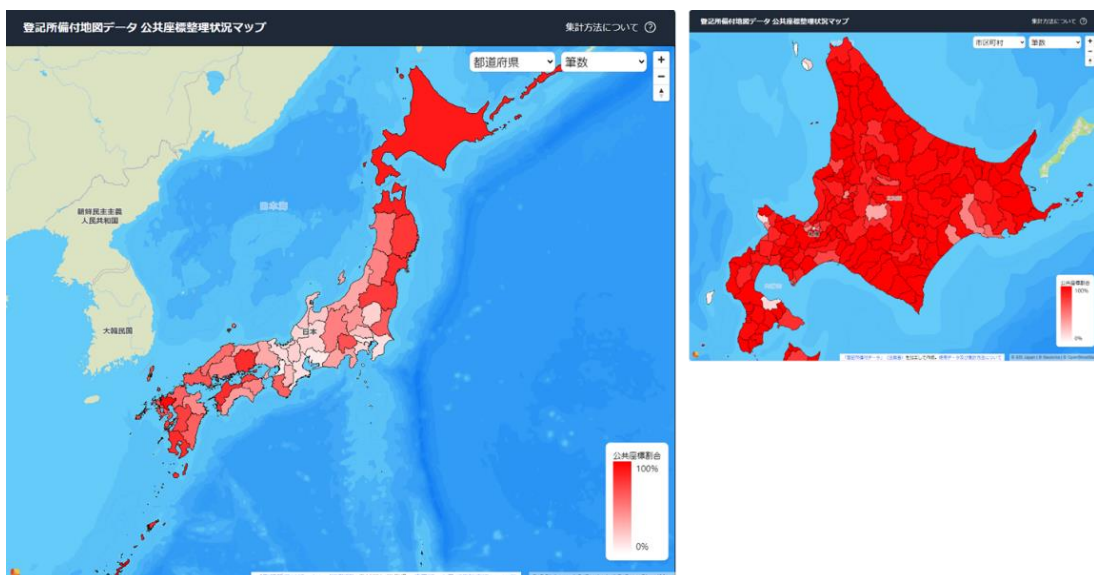 登記所備付地図データ 公共座標整理状況マップ
集計方法について ?
都道府県
筆数
+
−
朝鮮民主主義
人民共和国
日本海
大韓民国
日本
公共座標割合
100%
0%
登記所備付地図データ 公共座標整理状況マップ
集計方法について ?
市区町村
筆数
+
−
公共座標割合
100%
0%